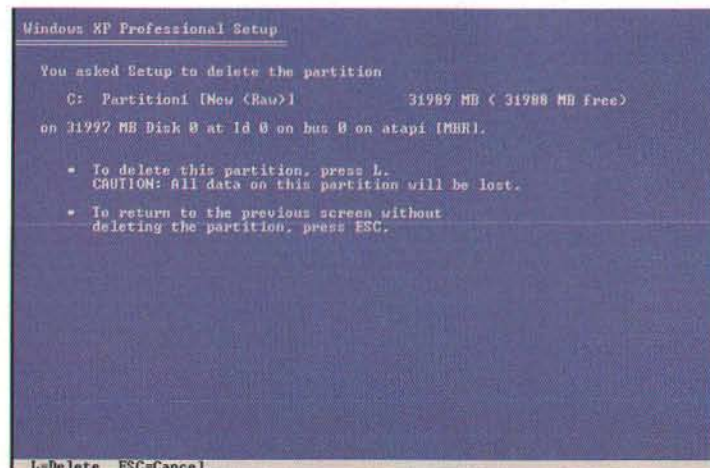 Windows XP Professional Setup
You asked Setup to delete the partition
C: Partition1 [New (Raw)] 31989 MB ( 31988 MB free)
on 31997 MB Disk 0 at Id 0 on bus 0 on atapi [MBR].
• To delete this partition, press L.
CAUTION: All data on this partition will be lost.
• To return to the previous screen without
deleting the partition, press ESC.
L=Delete ESC=Cancel